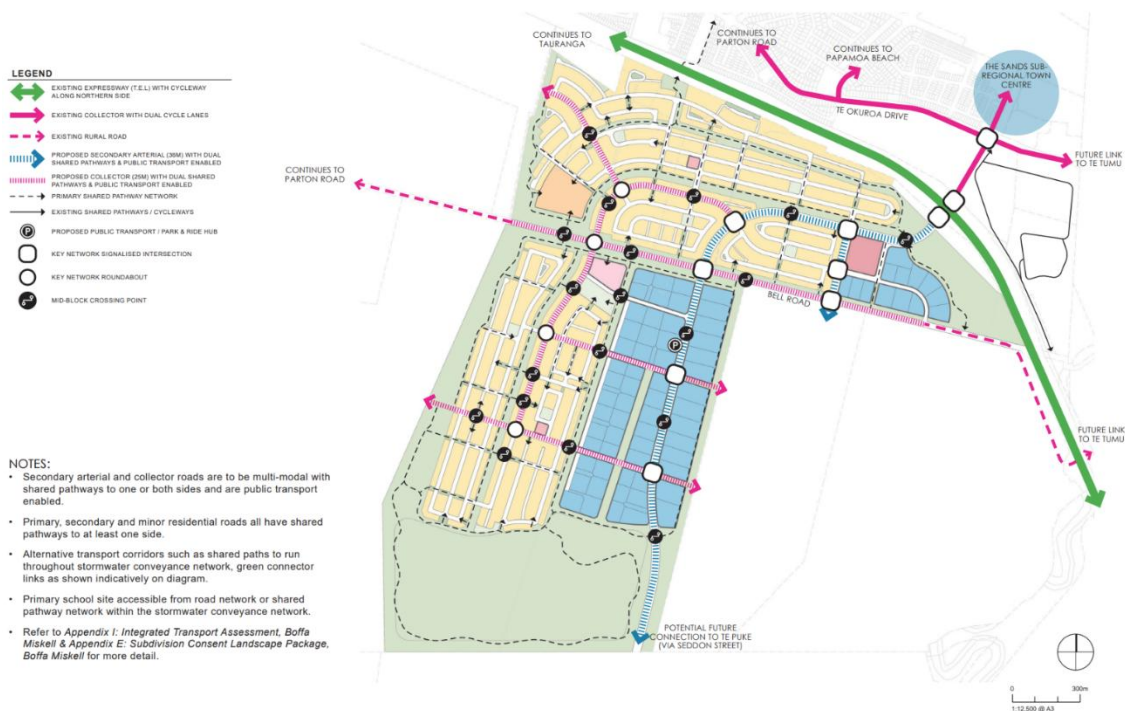 LEGEND
EXISTING EXPRESSWAY (T.E.L) WITH CYCLEWAY
ALONG NORTHERN SIDE
EXISTING COLLECTOR WITH DUAL CYCLE LANES
EXISTING RURAL ROAD
PROPOSED SECONDARY ARTERIAL (36M) WITH DUAL
SHARED PATHWAYS & PUBLIC TRANSPORT ENABLED
PROPOSED COLLECTOR (25M) WITH DUAL SHARED
PATHWAYS & PUBLIC TRANSPORT ENABLED
PRIMARY SHARED PATHWAY NETWORK
EXISTING SHARED PATHWAYS / CYCLEWAYS
P
PROPOSED PUBLIC TRANSPORT / PARK & RIDE HUB
KEY NETWORK SIGNALISED INTERSECTION
KEY NETWORK ROUNDABOUT
MID-BLOCK CROSSING POINT
NOTES:
• Secondary arterial and collector roads are to be multi-modal with
shared pathways to one or both sides and are public transport
enabled.
• Primary, secondary and minor residential roads all have shared
pathways to at least one side.
• Alternative transport corridors such as shared paths to run
throughout stormwater conveyance network, green connector
links as shown indicatively on diagram.
• Primary school site accessible from road network or shared
pathway network within the stormwater conveyance network.
• Refer to Appendix I: Integrated Transport Assessment, Boffa
Miskell & Appendix E: Subdivision Consent Landscape Package,
Boffa Miskell for more detail.
CONTINUES TO
TAURANGA
CONTINUES TO
PARTON ROAD
CONTINUES TO
PAPAMOA BEACH
THE SANDS SUB-
REGIONAL TOWN
CENTRE
TE OKUROA DRIVE
FUTURE LINK
TO TE TUMU
CONTINUES TO
PARTON ROAD
BELL ROAD
P
FUTURE LINK
TO TE TUMU
POTENTIAL FUTURE
CONNECTION TO TE PUKE
(VIA SEDDON STREET)
0 300m
1:12,500 @ A3